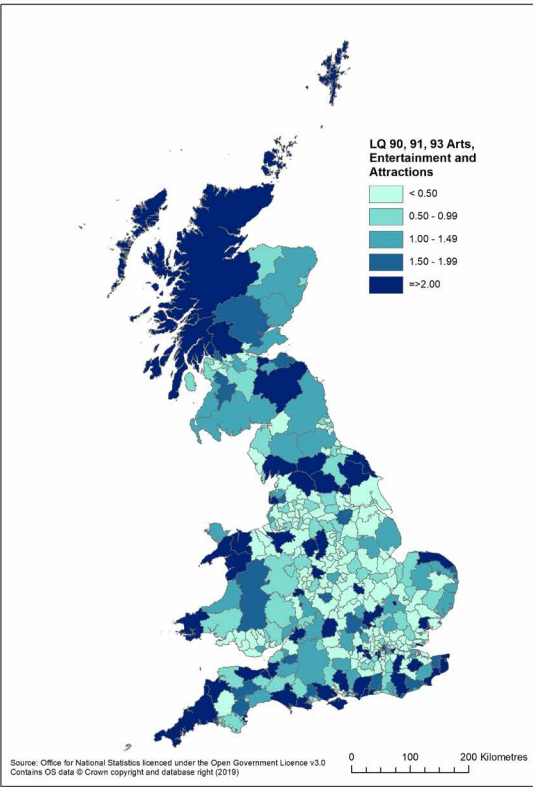 LQ 90, 91, 93 Arts,
Entertainment and
Attractions
< 0.50
0.50 - 0.99
1.00 - 1.49
1.50 - 1.99
=>2.00
Source: Office for National Statistics licenced under the Open Government Licence v3.0
Contains OS data © Crown copyright and database right (2019)
0 100 200 Kilometres